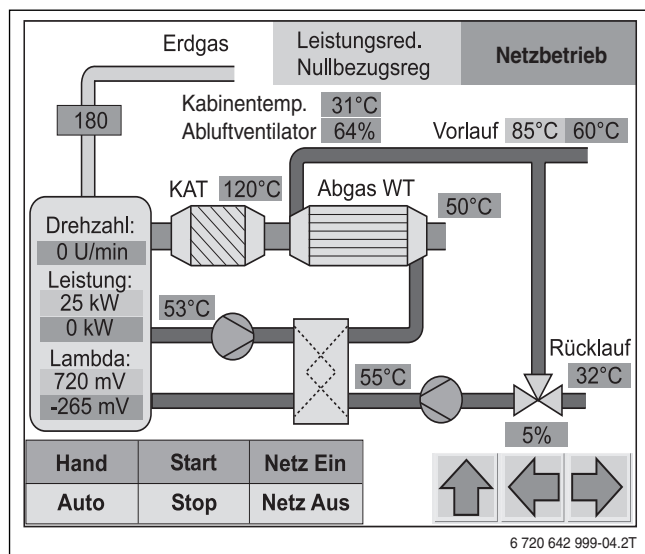 Erdgas
Leistungsred.
Nullbezugsreg
Netzbetrieb
180
Kabinentemp. 31°C
Abluftventilator 64%
Vorlauf 85°C 60°C
KAT 120°C
Abgas WT
50°C
Drehzahl:
0 U/min
Leistung:
25 kW
0 kW
Lambda:
720 mV
-265 mV
53°C
55°C
Rücklauf
32°C
5%
Hand Start Netz Ein
Auto Stop Netz Aus
6 720 642 999-04.2T